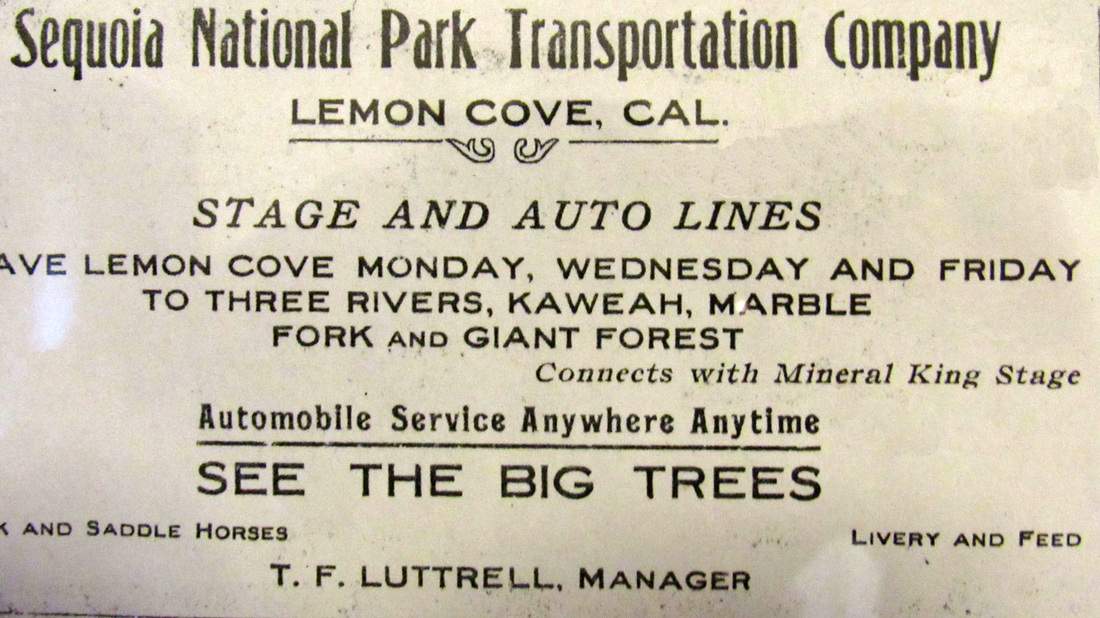 Sequoia National Park Transportation Company
LEMON COVE, CAL.
STAGE AND AUTO LINES
AVE LEMON COVE MONDAY, WEDNESDAY AND FRIDAY
TO THREE RIVERS, KAWEAH, MARBLE
FORK AND GIANT FOREST
Connects with Mineral King Stage
Automobile Service Anywhere Anytime
SEE THE BIG TREES
K AND SADDLE HORSES LIVERY AND FEED
T. F. LUTTRELL, MANAGER